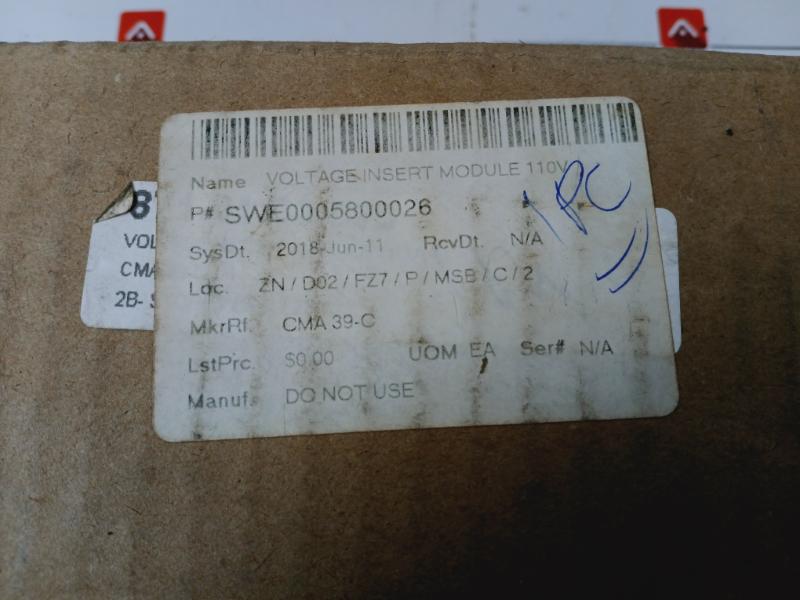 Name VOLTAGE INSERT MODULE 110V
P# SWE0005800026
SysDt. 2018-Jun-11 RcvDt. N/A
Loc. ZN / D02 / FZ7 / P / MSB / C / 2
MkrRf. CMA 39-C
LstPrc. $0.00 UOM EA Ser# N/A
Manuf. DO NOT USE
1PC
8
VOL
CMA
2B- S